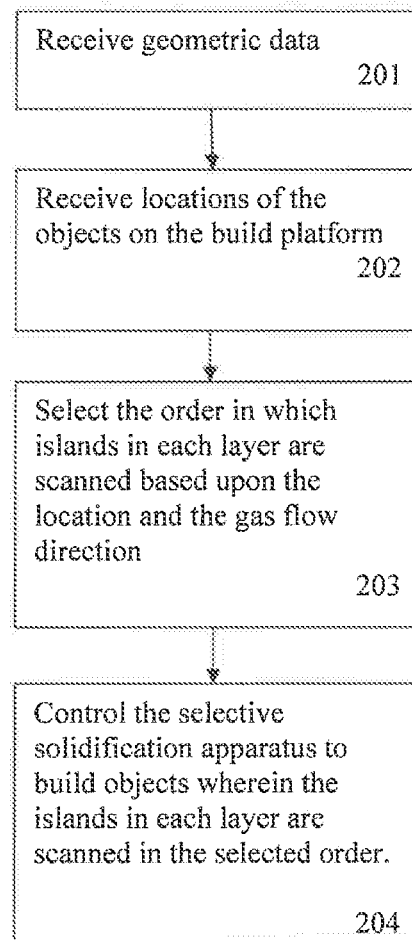 Receive geometric data
201
Receive locations of the
objects on the build platform
202
Select the order in which
islands in each layer are
scanned based upon the
location and the gas flow
direction
203
Control the selective
solidification apparatus to
build objects wherein the
islands in each layer are
scanned in the selected order.
204